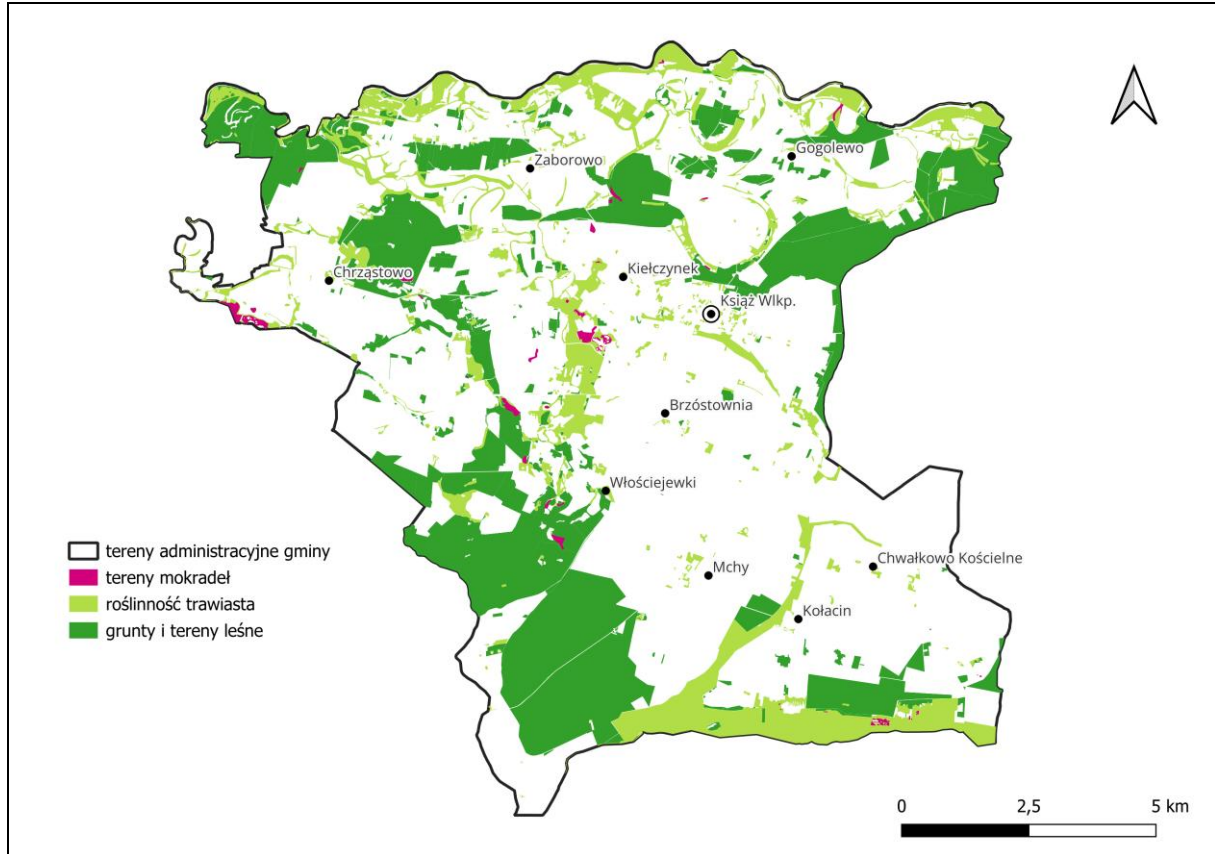 Gogolewo
Zaborowo
Chrząstowo
Kiełczynek
Książ Wlkp.
Brzóstownia
Włościejewki
Mchy
Chwałkowo Kościelne
Kołacin
tereny administracyjne gminy
tereny mokradeł
roślinność trawiasta
grunty i tereny leśne
0 2,5 5 km